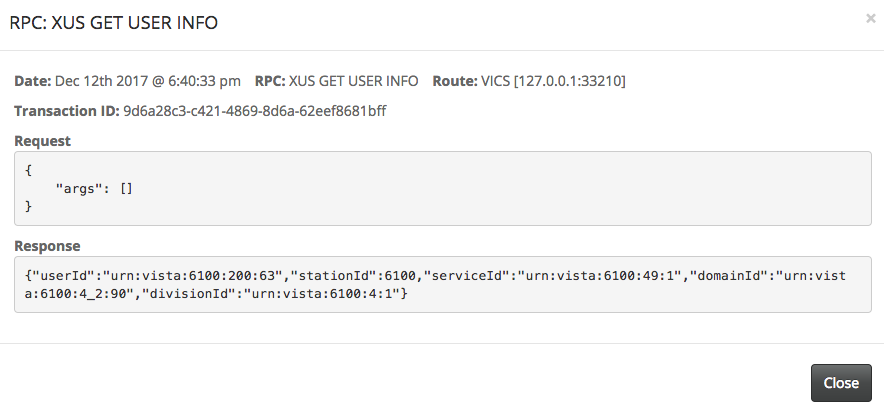 RPC: XUS GET USER INFO
×
Date: Dec 12th 2017 @ 6:40:33 pm RPC: XUS GET USER INFO Route: VICS [127.0.0.1:33210]
Transaction ID: 9d6a28c3-c421-4869-8d6a-62eef8681bff
Request
{
    "args": []
}
Response
{"userId":"urn:vista:6100:200:63","stationId":6100,"serviceId":"urn:vista:6100:49:1","domainId":"urn:vist
a:6100:4_2:90","divisionId":"urn:vista:6100:4:1"}
Close